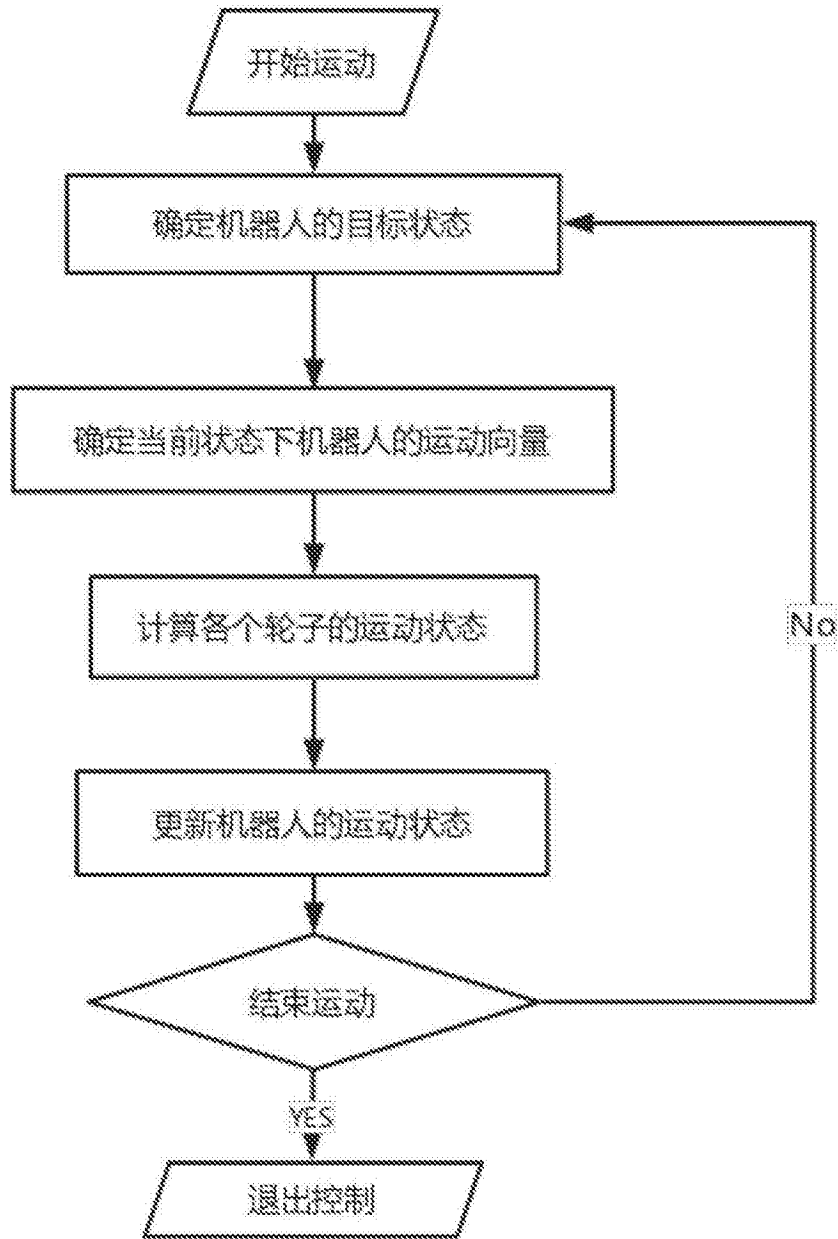 开始运动
确定机器人的目标状态
确定当前状态下机器人的运动向量
计算各个轮子的运动状态
No
更新机器人的运动状态
结束运动
YES
退出控制